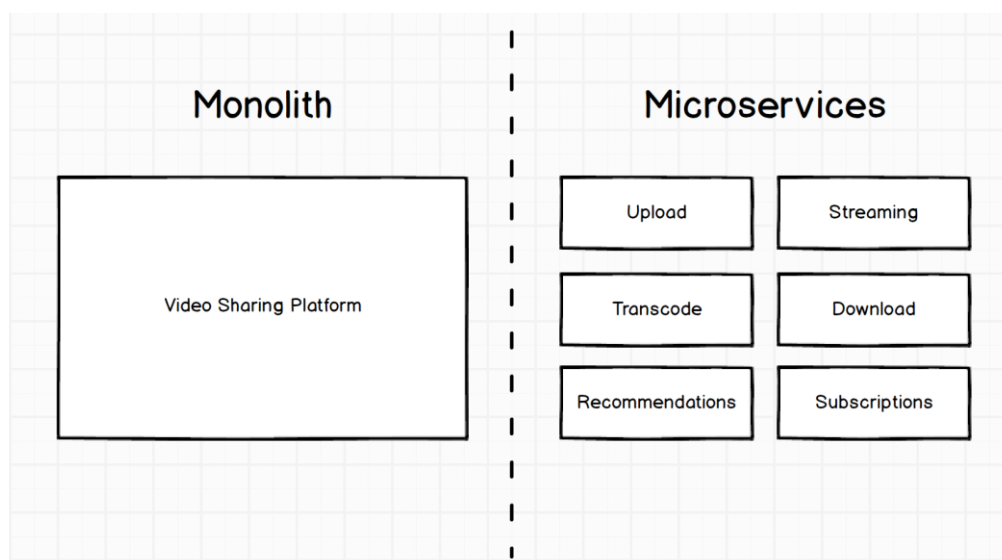 Monolith
Microservices
Video Sharing Platform
Upload
Streaming
Transcode
Download
Recommendations
Subscriptions